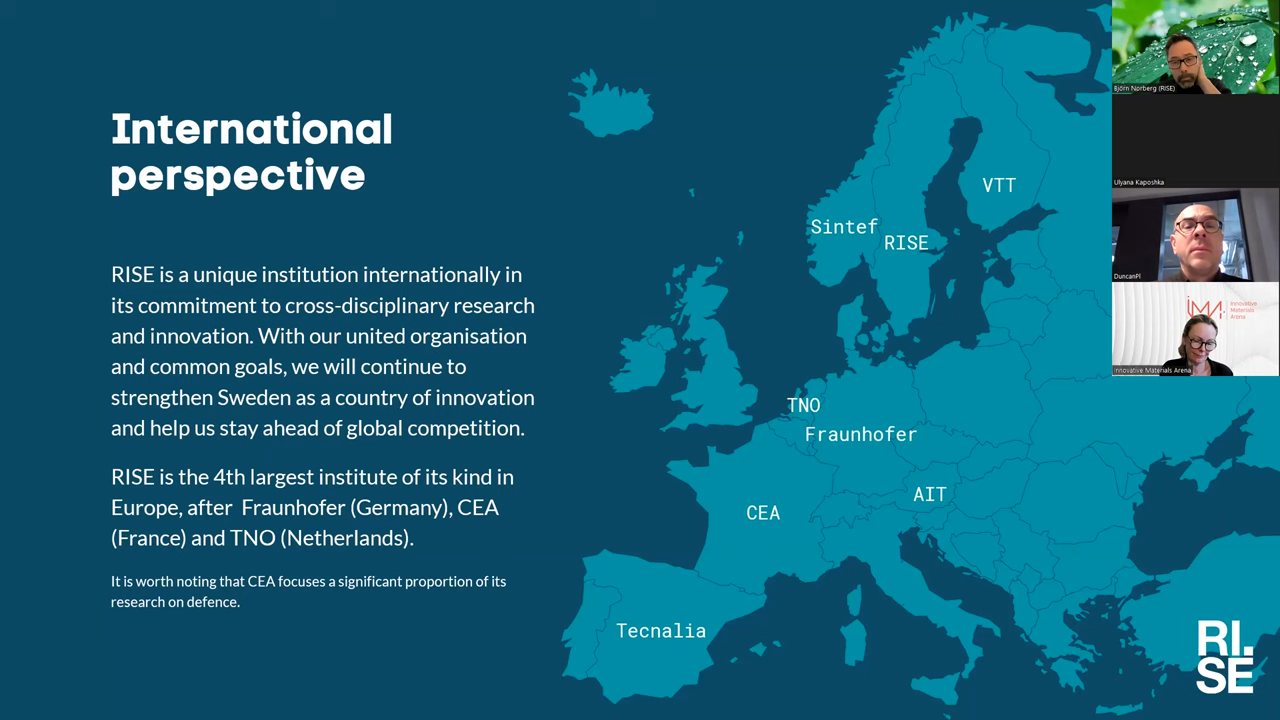 International
perspective
RISE is a unique institution internationally in
its commitment to cross-disciplinary research
and innovation. With our united organisation
and common goals, we will continue to
strengthen Sweden as a country of innovation
and help us stay ahead of global competition.
RISE is the 4th largest institute of its kind in
Europe, after Fraunhofer (Germany), CEA
(France) and TNO (Netherlands).
It is worth noting that CEA focuses a significant proportion of its
research on defence.
VTT
Sintef
RISE
TNO
Fraunhofer
AIT
CEA
Tecnalia
Björn Norberg (RISE)
Ulyana Kaposhka
DuncanPl
IMA.
Innovative
Materials
Arena
Innovative Materials Arena
RI.
SE